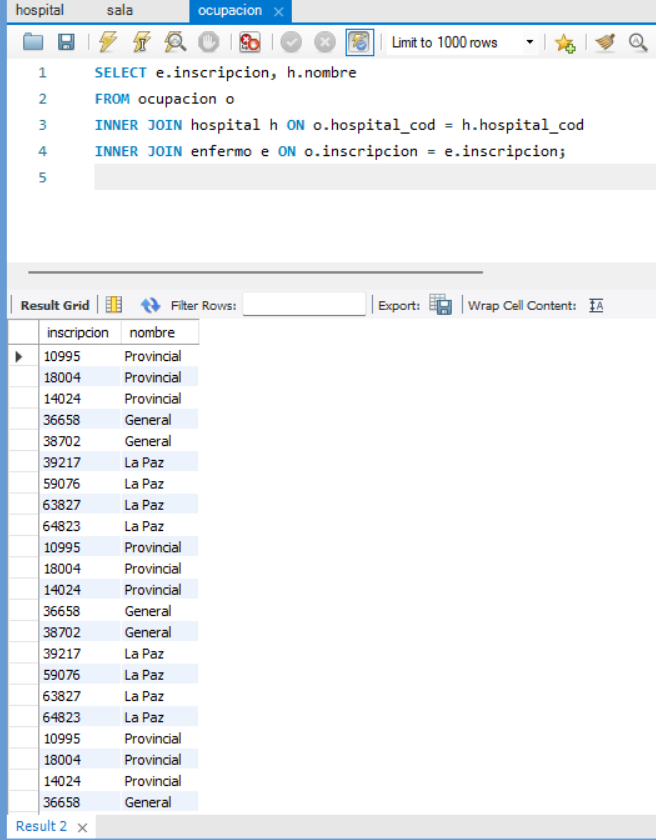 hospital sala ocupacion
Limit to 1000 rows
1 SELECT e.inscripcion, h.nombre
2 FROM ocupacion o
3 INNER JOIN hospital h ON o.hospital_cod = h.hospital_cod
4 INNER JOIN enfermo e ON o.inscripcion = e.inscripcion;
5
Result Grid Filter Rows: Export: Wrap Cell Content:
inscripcion nombre
10995 Provincial
18004 Provincial
14024 Provincial
36658 General
38702 General
39217 La Paz
59076 La Paz
63827 La Paz
64823 La Paz
10995 Provincial
18004 Provincial
14024 Provincial
36658 General
38702 General
39217 La Paz
59076 La Paz
63827 La Paz
64823 La Paz
10995 Provincial
18004 Provincial
14024 Provincial
36658 General
Result 2